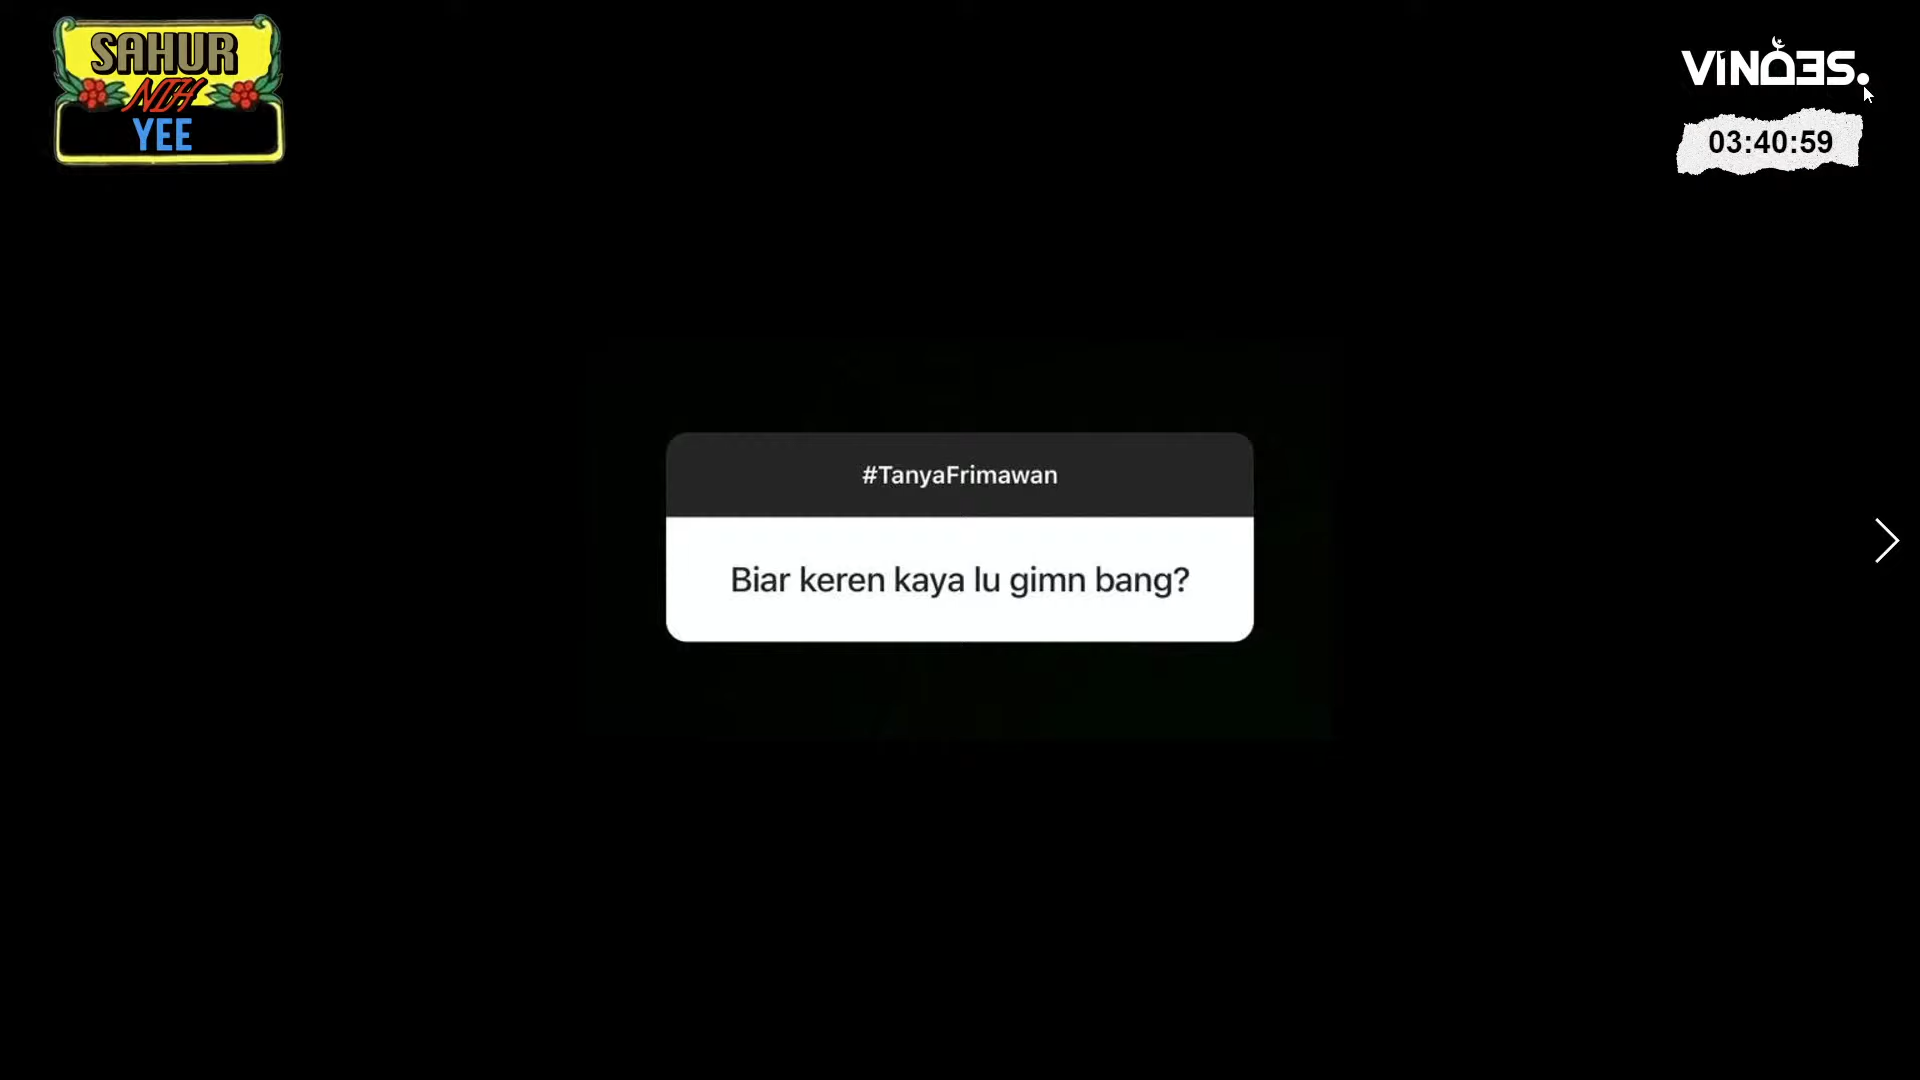 SAHUR
NIH
YEE
VINDES.
03:40:59
#TanyaFrimawan
Biar keren kaya lu gimn bang?